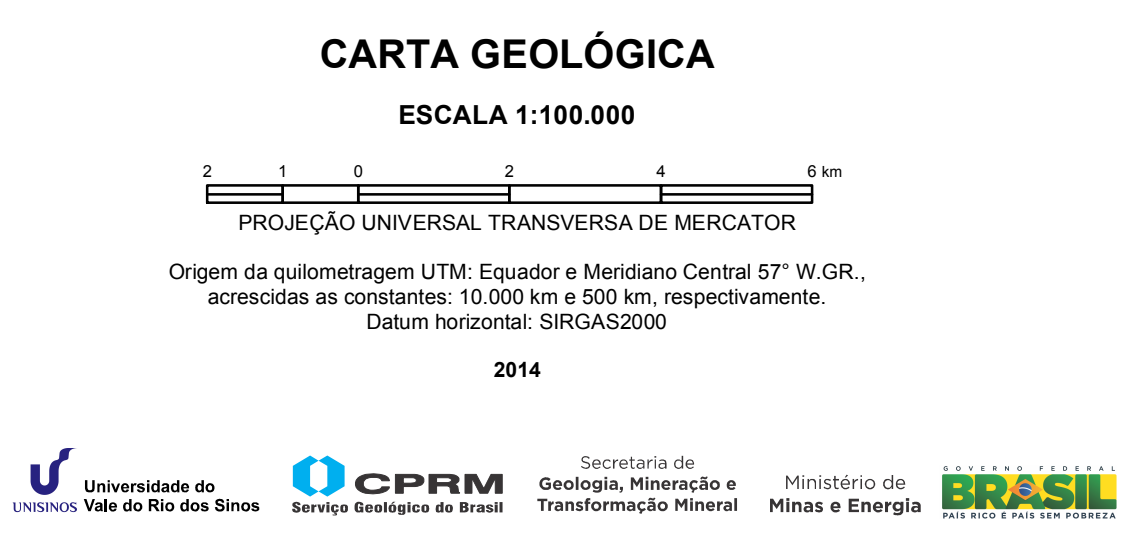 CARTA GEOLÓGICA
ESCALA 1:100.000
2 1 0 2 4 6 km
PROJEÇÃO UNIVERSAL TRANSVERSA DE MERCATOR
Origem da quilometragem UTM: Equador e Meridiano Central 57° W.GR.,
acrescidas as constantes: 10.000 km e 500 km, respectivamente.
Datum horizontal: SIRGAS2000
2014
UNISINOS
Universidade do
Vale do Rio dos Sinos
CPRM
Serviço Geológico do Brasil
Secretaria de
Geologia, Mineração e
Transformação Mineral
Ministério de
Minas e Energia
GOVERNO FEDERAL
BRASIL
PAÍS RICO É PAÍS SEM POBREZA